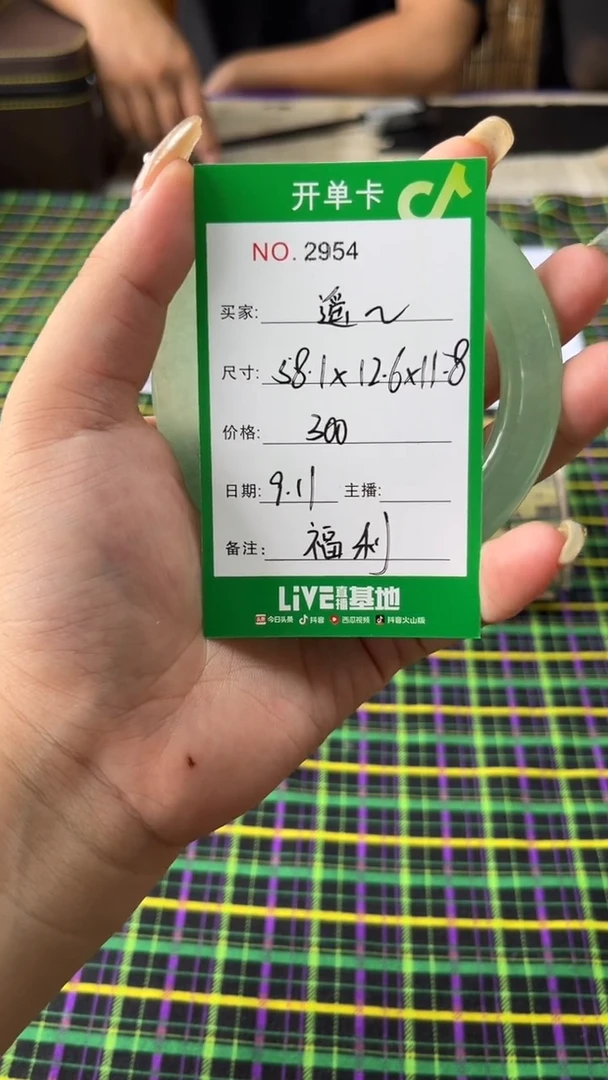 开单卡
NO. 2954
买家: 遥~
尺寸: 58.1x12.6x11.8
价格: 300
日期: 9.11 主播:
备注: 福利
LiVE直播基地
今日头条 抖音 西瓜视频 抖音火山版